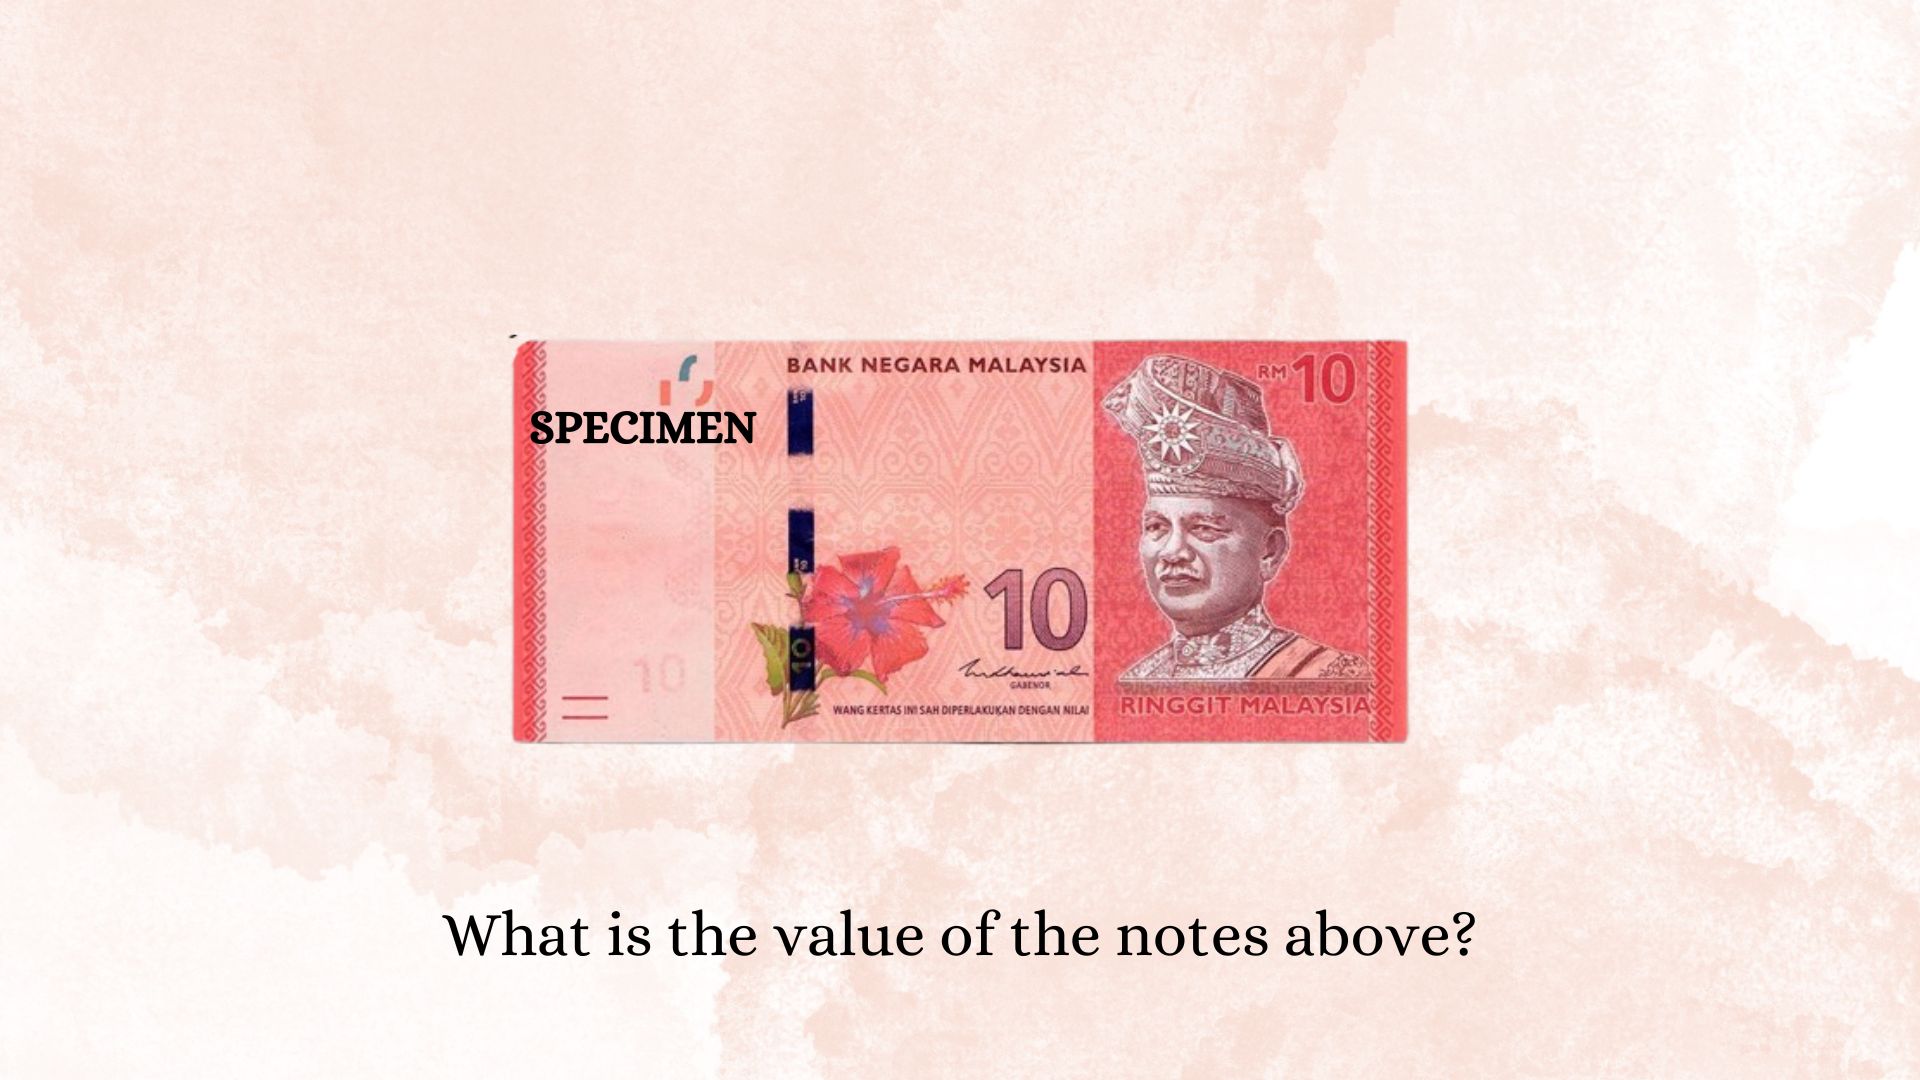 BANK NEGARA MALAYSIA
RM10
SPECIMEN
10
10
10
GABENOR
WANG KERTAS INI SAH DIPERLAKUKAN DENGAN NILAI
RINGGIT MALAYSIA
What is the value of the notes above?